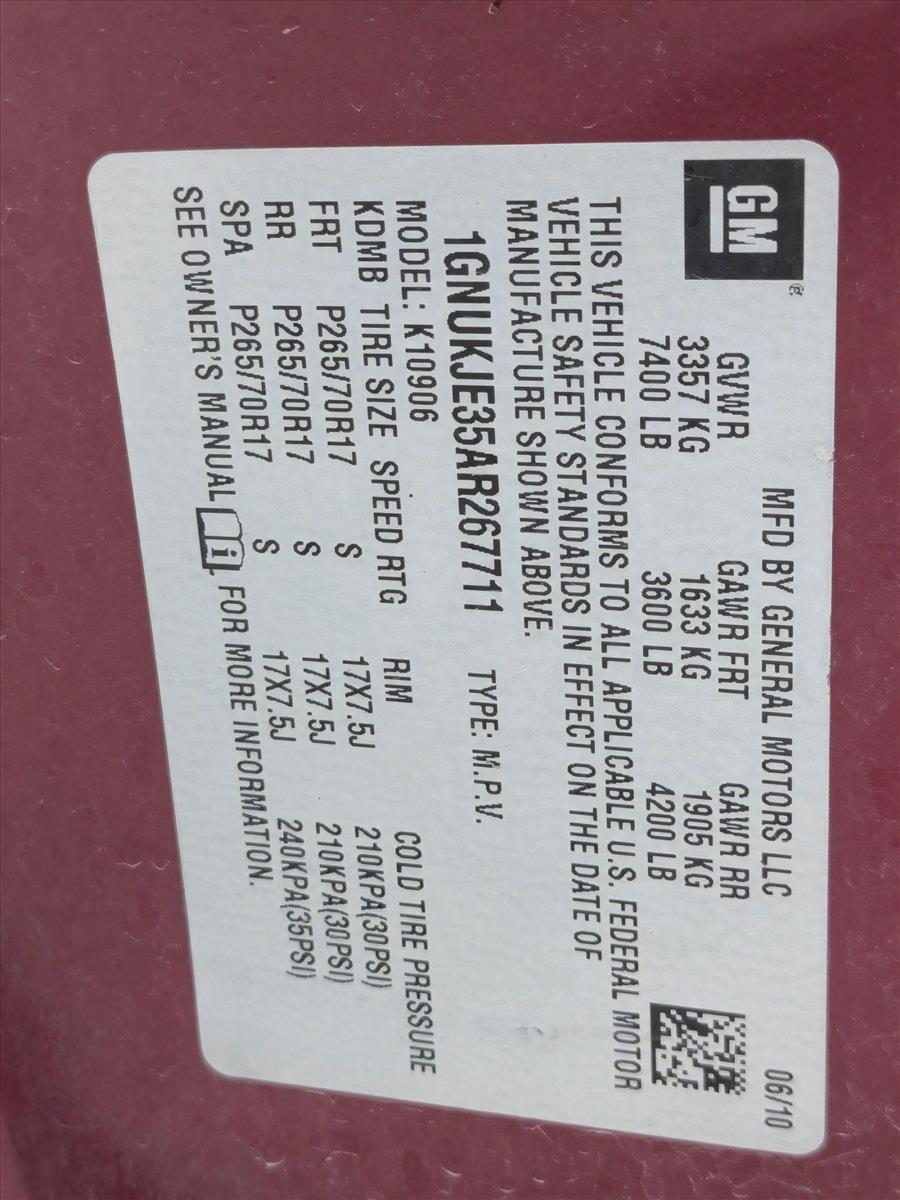 GM
MFD BY GENERAL MOTORS LLC 06/10
GVWR GAWR FRT GAWR RR
3357 KG 1633 KG 1905 KG
7400 LB 3600 LB 4200 LB
THIS VEHICLE CONFORMS TO ALL APPLICABLE U.S. FEDERAL MOTOR
VEHICLE SAFETY STANDARDS IN EFFECT ON THE DATE OF
MANUFACTURE SHOWN ABOVE.
1GNUKJE35AR267711 TYPE: M.P.V.
MODEL: K10906
KDMB TIRE SIZE SPEED RTG RIM COLD TIRE PRESSURE
FRT P265/70R17 S 17X7.5J 210KPA(30PSI)
RR P265/70R17 S 17X7.5J 210KPA(30PSI)
SPA P265/70R17 S 17X7.5J 240KPA(35PSI)
SEE OWNER'S MANUAL i FOR MORE INFORMATION.